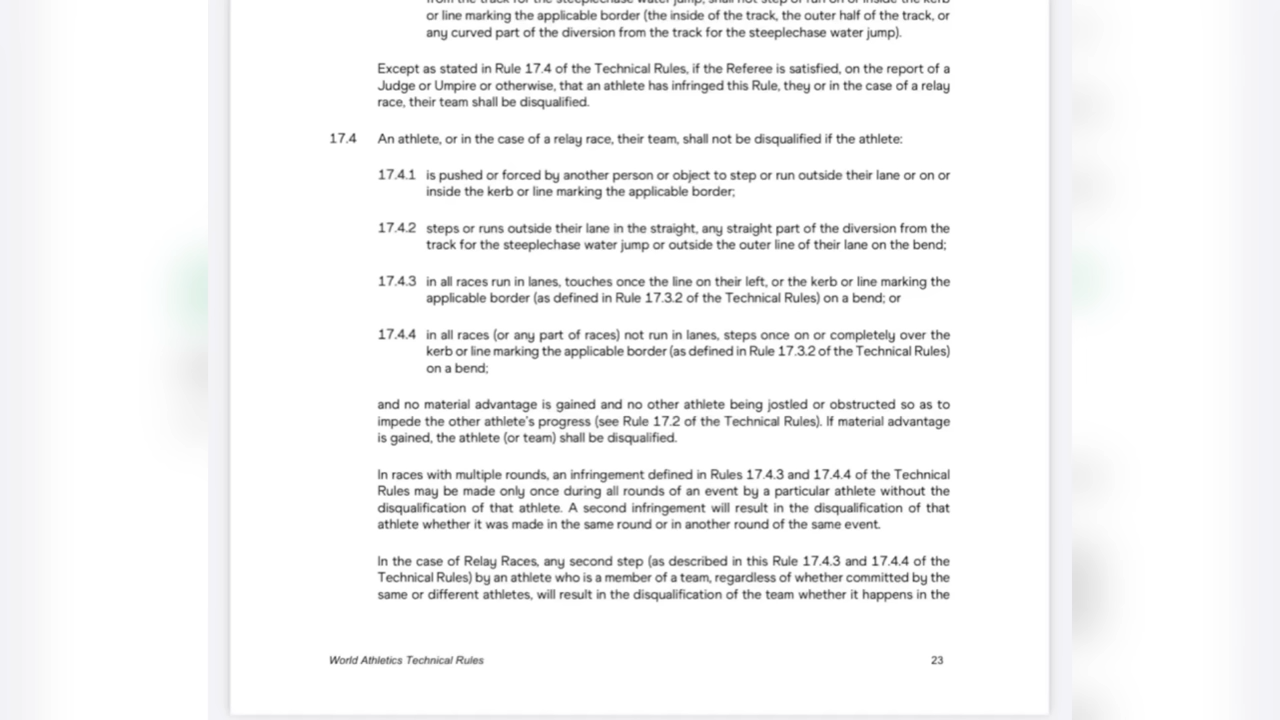 or line marking the applicable border (the inside of the track, the outer half of the track, or
any curved part of the diversion from the track for the steeplechase water jump).
Except as stated in Rule 17.4 of the Technical Rules, if the Referee is satisfied, on the report of a
Judge or Umpire or otherwise, that an athlete has infringed this Rule, they or in the case of a relay
race, their team shall be disqualified.
17.4 An athlete, or in the case of a relay race, their team, shall not be disqualified if the athlete:
17.4.1 is pushed or forced by another person or object to step or run outside their lane or on or
inside the kerb or line marking the applicable border;
17.4.2 steps or runs outside their lane in the straight, any straight part of the diversion from the
track for the steeplechase water jump or outside the outer line of their lane on the bend;
17.4.3 in all races run in lanes, touches once the line on their left, or the kerb or line marking the
applicable border (as defined in Rule 17.3.2 of the Technical Rules) on a bend; or
17.4.4 in all races (or any part of races) not run in lanes, steps once on or completely over the
kerb or line marking the applicable border (as defined in Rule 17.3.2 of the Technical Rules)
on a bend;
and no material advantage is gained and no other athlete being jostled or obstructed so as to
impede the other athlete's progress (see Rule 17.2 of the Technical Rules). If material advantage
is gained, the athlete (or team) shall be disqualified.
In races with multiple rounds, an infringement defined in Rules 17.4.3 and 17.4.4 of the Technical
Rules may be made only once during all rounds of an event by a particular athlete without the
disqualification of that athlete. A second infringement will result in the disqualification of that
athlete whether it was made in the same round or in another round of the same event.
In the case of Relay Races, any second step (as described in this Rule 17.4.3 and 17.4.4 of the
Technical Rules) by an athlete who is a member of a team, regardless of whether committed by the
same or different athletes, will result in the disqualification of the team whether it happens in the
World Athletics Technical Rules 23